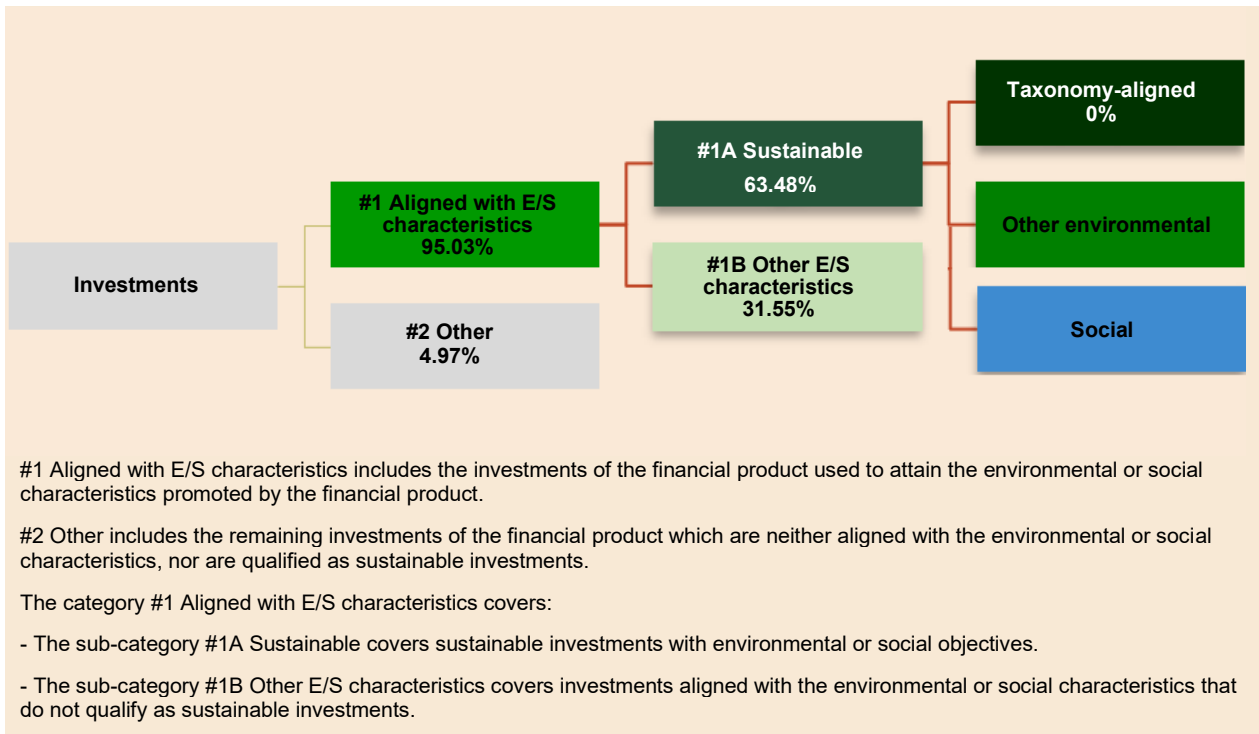 Investments
#1 Aligned with E/S
characteristics
95.03%
#2 Other
4.97%
#1A Sustainable
63.48%
#1B Other E/S
characteristics
31.55%
Taxonomy-aligned
0%
Other environmental
Social
#1 Aligned with E/S characteristics includes the investments of the financial product used to attain the environmental or social
characteristics promoted by the financial product.
#2 Other includes the remaining investments of the financial product which are neither aligned with the environmental or social
characteristics, nor are qualified as sustainable investments.
The category #1 Aligned with E/S characteristics covers:
- The sub-category #1A Sustainable covers sustainable investments with environmental or social objectives.
- The sub-category #1B Other E/S characteristics covers investments aligned with the environmental or social characteristics that
do not qualify as sustainable investments.